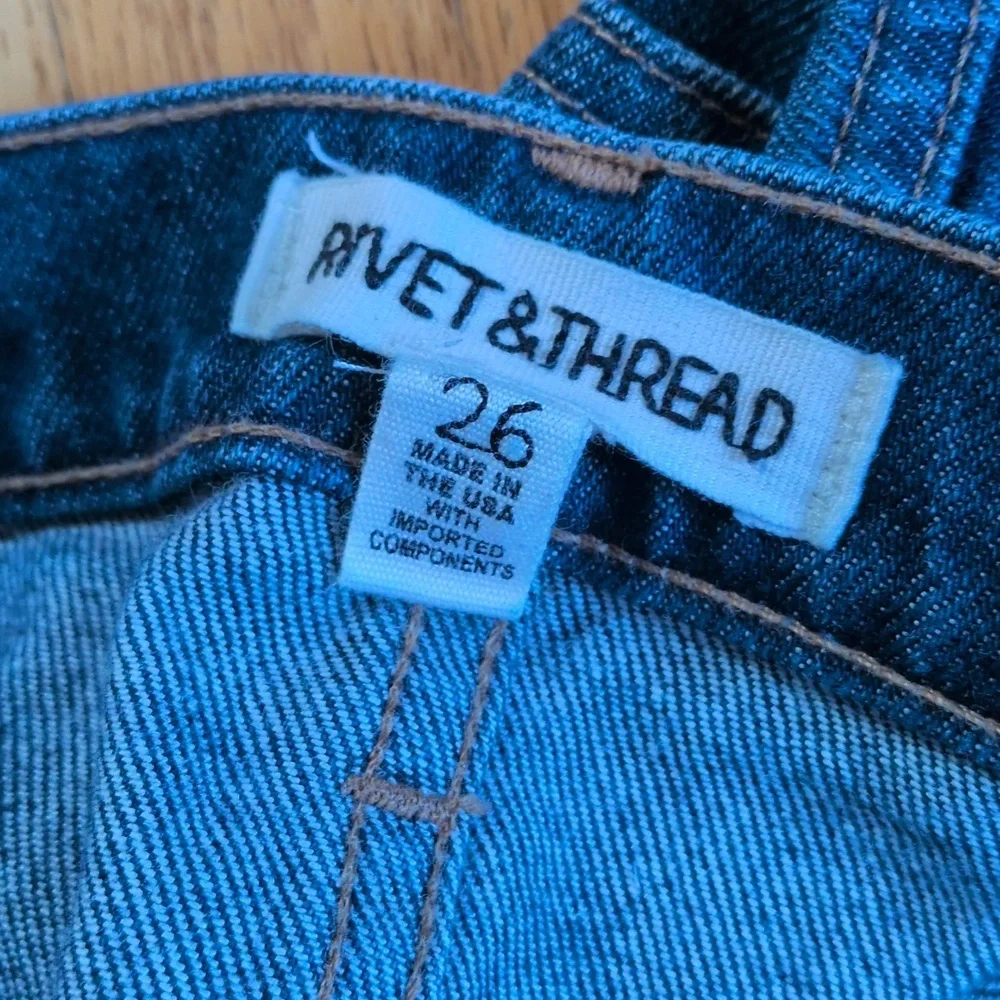 RIVET & THREAD
26
MADE IN
THE USA
WITH
IMPORTED
COMPONENTS